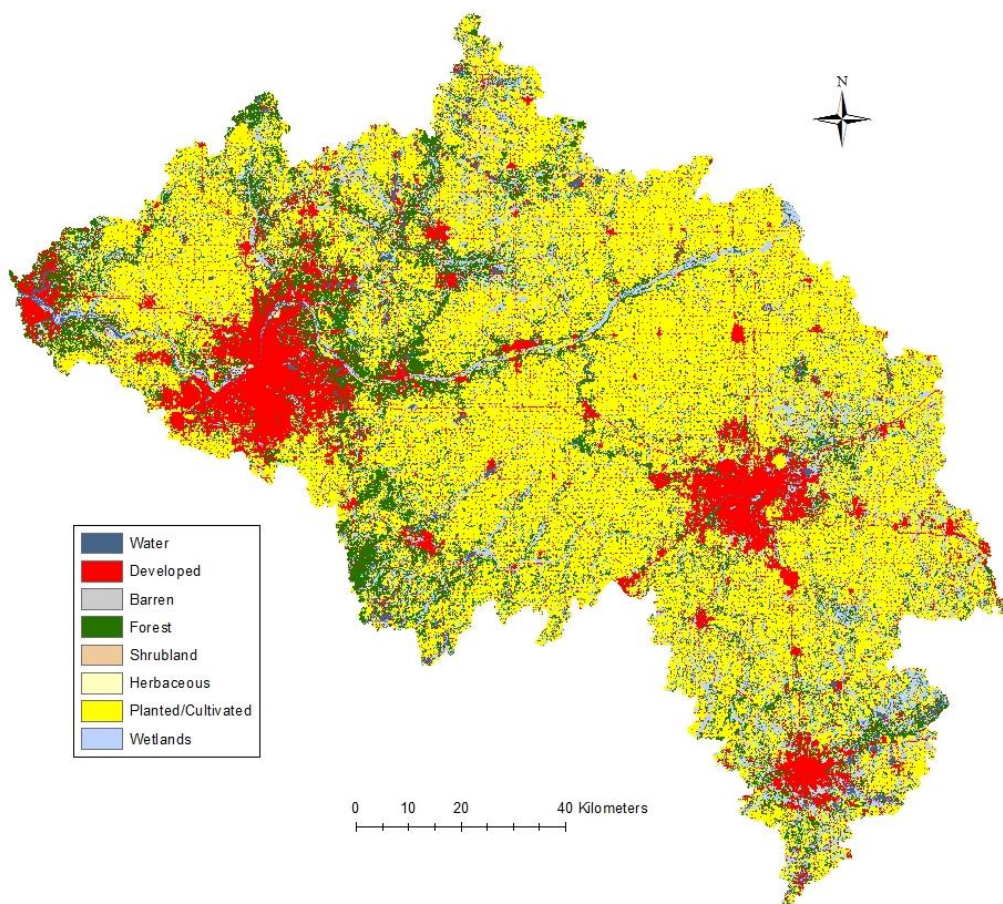 N
Water
Developed
Barren
Forest
Shrubland
Herbaceous
Planted/Cultivated
Wetlands
0 10 20 40 Kilometers